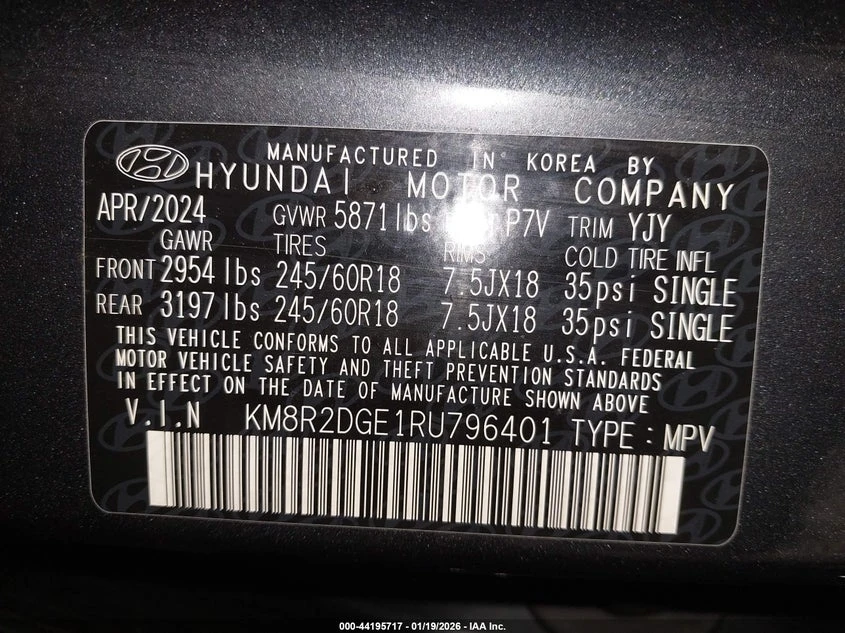 MANUFACTURED IN KOREA BY
HYUNDAI MOTOR COMPANY
APR/2024 GVWR 5871lbs P7V TRIM YJY
GAWR TIRES RIMS COLD TIRE INFL
FRONT 2954lbs 245/60R18 7.5JX18 35psi SINGLE
REAR 3197lbs 245/60R18 7.5JX18 35psi SINGLE
THIS VEHICLE CONFORMS TO ALL APPLICABLE U.S.A. FEDERAL
MOTOR VEHICLE SAFETY AND THEFT PREVENTION STANDARDS
IN EFFECT ON THE DATE OF MANUFACTURE SHOWN ABOVE
V.I.N KM8R2DGE1RU796401 TYPE : MPV
000-44195717 - 01/19/2026 - IAA Inc.